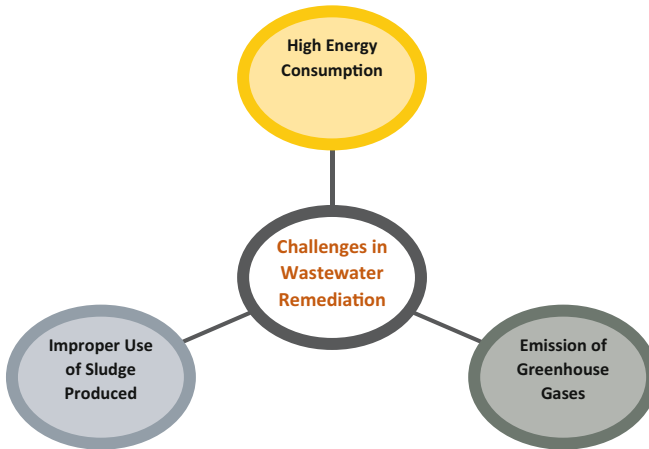 High Energy
Consumption
Challenges in
Wastewater
Remediation
Improper Use
of Sludge
Produced
Emission of
Greenhouse
Gases